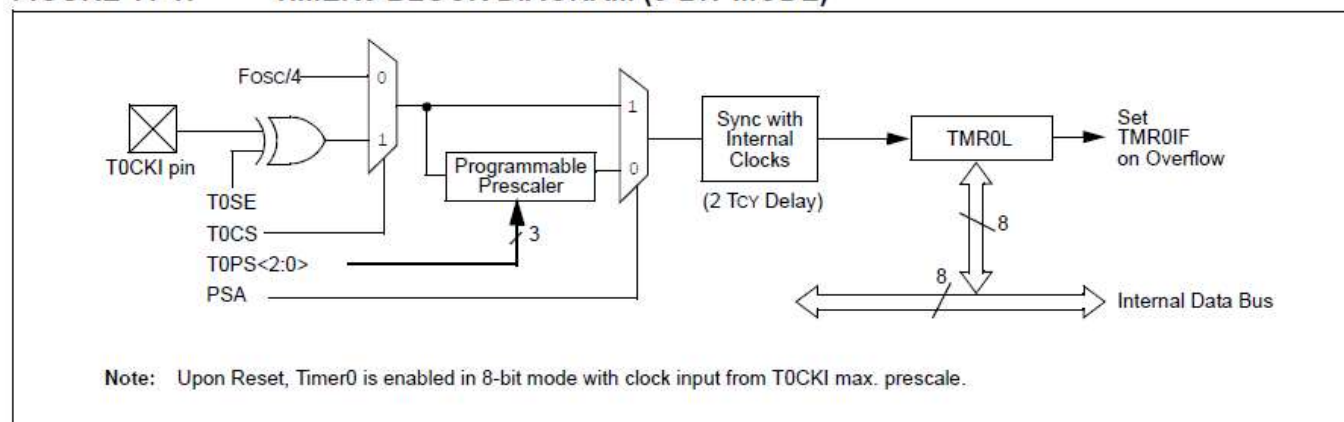 Fosc/4
0
1
T0CKI pin
T0SE
T0CS
T0PS<2:0>
PSA
Programmable
Prescaler
3
1
0
Sync with
Internal
Clocks
(2 TCY Delay)
TMR0L
Set
TMR0IF
on Overflow
8
8
Internal Data Bus
Note: Upon Reset, Timer0 is enabled in 8-bit mode with clock input from T0CKI max. prescale.